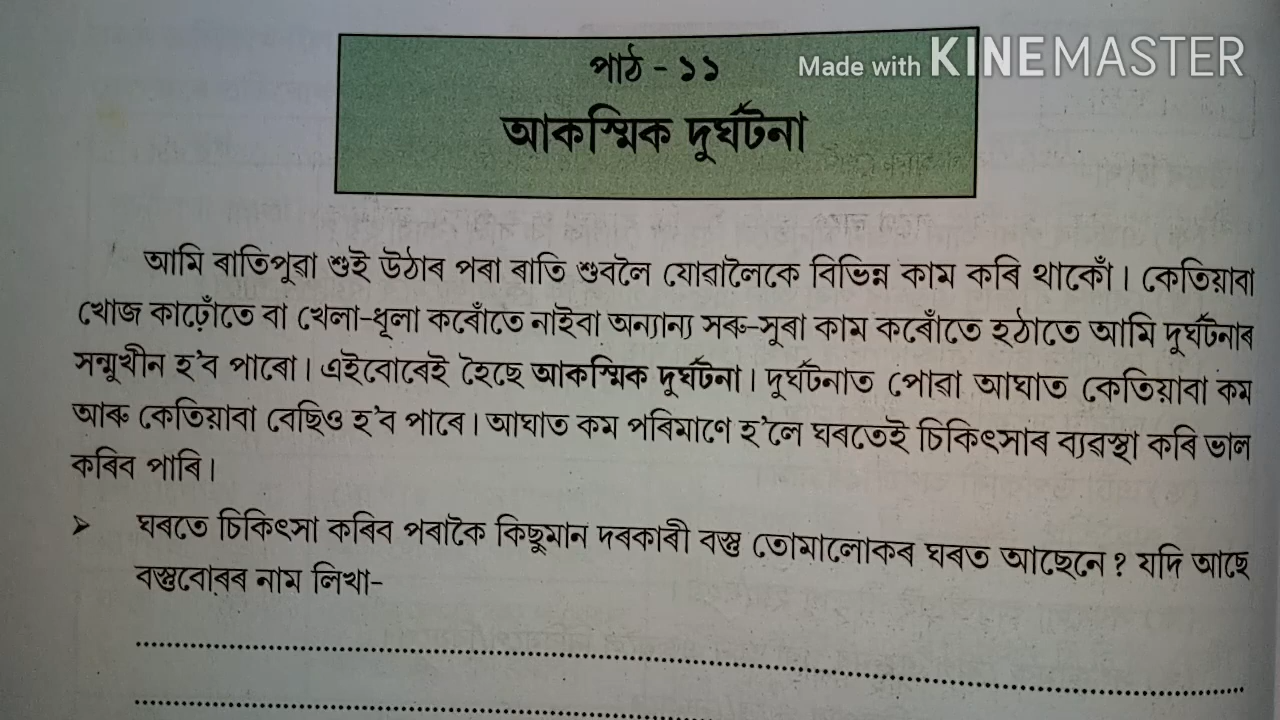 পাঠ - ১১
Made with KINEMASTER
আকস্মিক দুৰ্ঘটনা
আমি ৰাতিপুৱা শুই উঠাৰ পৰা ৰাতি শুবলৈ যোৱালৈকে বিভিন্ন কাম কৰি থাকোঁ। কেতিয়াবা
খোজ কাঢ়োঁতে বা খেলা-ধূলা কৰোঁতে নাইবা অন্যান্য সৰু-সুৰা কাম কৰোঁতে হঠাতে আমি দুৰ্ঘটনাৰ
সন্মুখীন হ'ব পাৰো। এইবোৰেই হৈছে আকস্মিক দুৰ্ঘটনা। দুৰ্ঘটনাত পোৱা আঘাত কেতিয়াবা কম
আৰু কেতিয়াবা বেছিও হ'ব পাৰে। আঘাত কম পৰিমাণে হ'লে ঘৰতেই চিকিৎসাৰ ব্যৱস্থা কৰি ভাল
কৰিব পাৰি।
➤ ঘৰতে চিকিৎসা কৰিব পৰাকৈ কিছুমান দৰকাৰী বস্তু তোমালোকৰ ঘৰত আছেনে? যদি আছে
বস্তুবোৰৰ নাম লিখা-